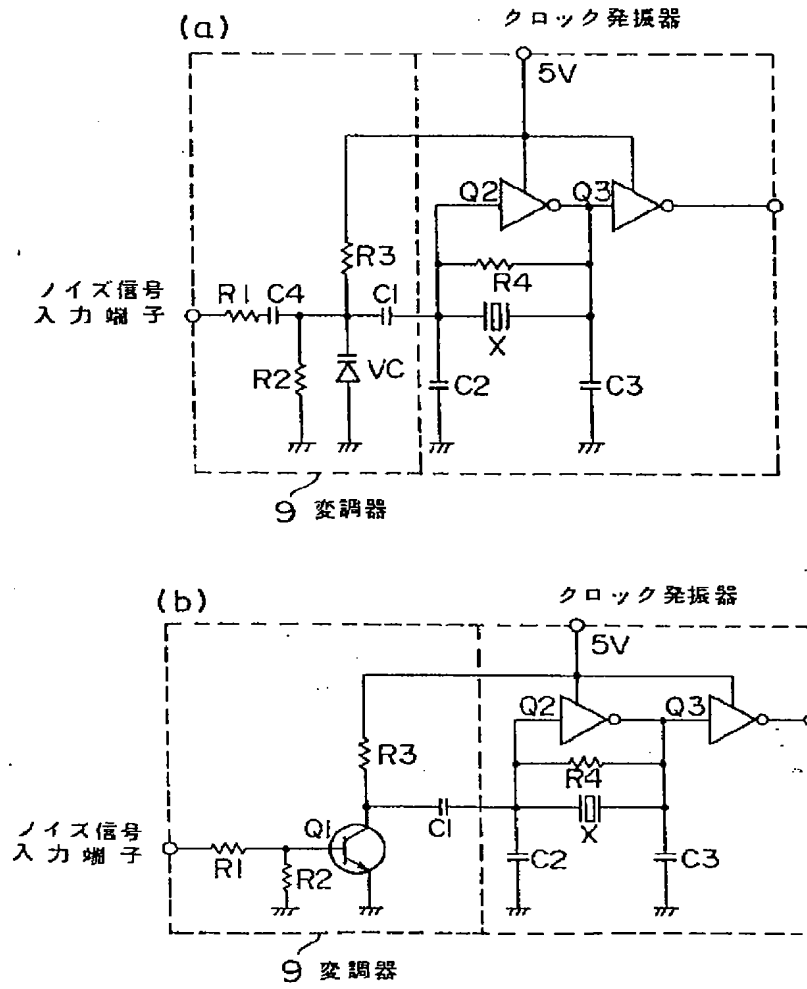 (a)
クロック発振器
5V
Q2
Q3
R3
R4
ノイズ信号
入力端子
R1
C4
C1
X
R2
VC
C2
C3
9 変調器
(b)
クロック発振器
5V
Q2
Q3
R3
R4
ノイズ信号
入力端子
Q1
C1
X
R1
R2
C2
C3
9 変調器